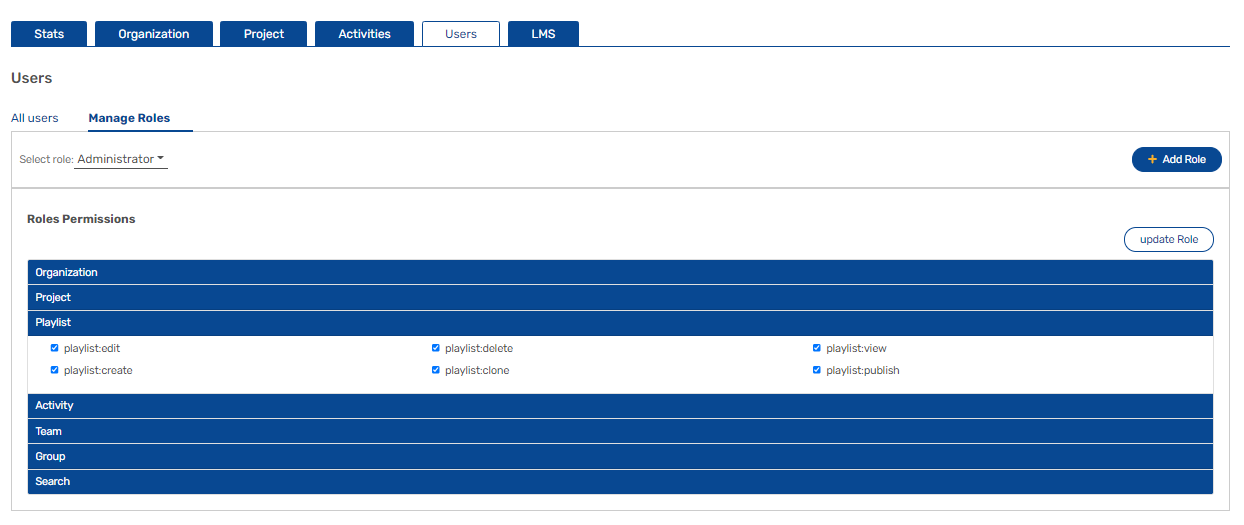 Stats Organization Project Activities Users LMS
Users
All users Manage Roles
Select role: Administrator + Add Role
Roles Permissions
update Role
Organization
Project
Playlist
playlist:edit playlist:delete playlist:view
playlist:create playlist:clone playlist:publish
Activity
Team
Group
Search